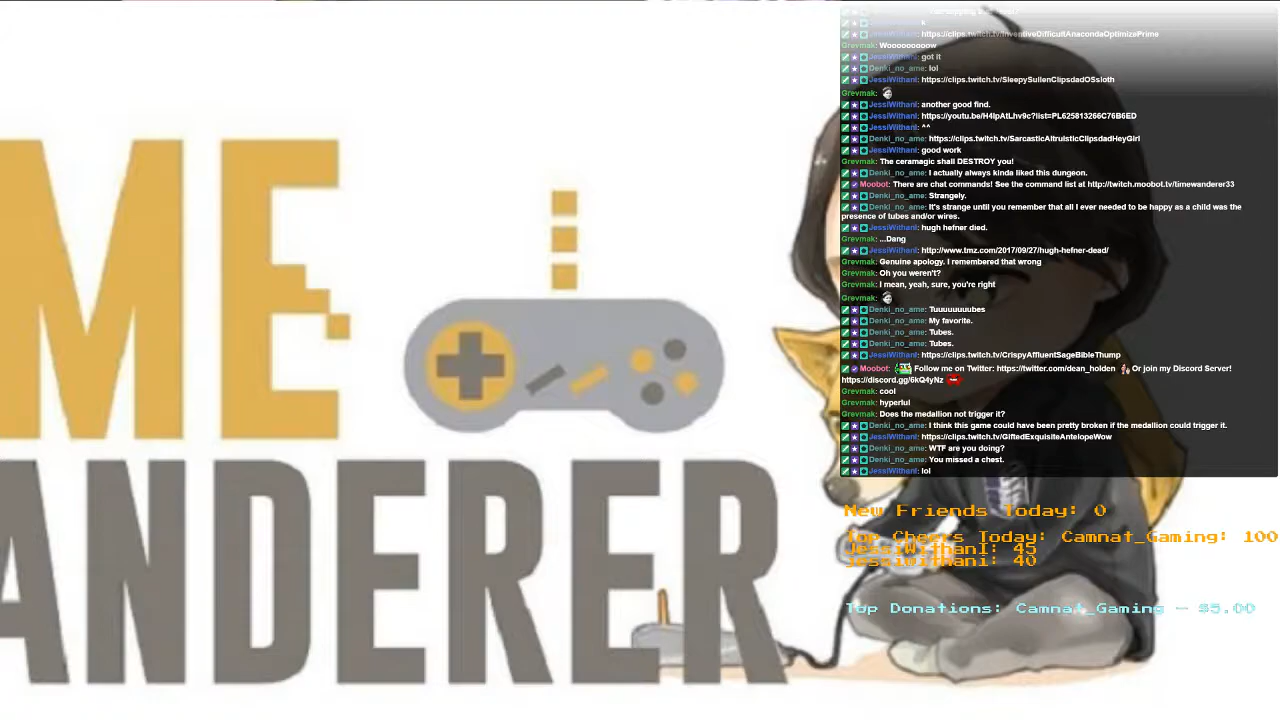 JessiWithanI: k
JessiWithanI: https://clips.twitch.tv/InventiveDifficultAnacondaOptimizePrime
Grevmak: Wooooooooow
JessiWithanI: got it
Denki_no_ame: lol
JessiWithanI: https://clips.twitch.tv/SleepySullenClipsdadOSsloth
Grevmak:
JessiWithanI: another good find.
JessiWithanI: https://youtu.be/H4IpAtLhv9c?list=PL625813266C76B6ED
JessiWithanI: ^^
Denki_no_ame: https://clips.twitch.tv/SarcasticAltruisticClipsdadHeyGirl
JessiWithanI: good work
Grevmak: The ceramagic shall DESTROY you!
Denki_no_ame: I actually always kinda liked this dungeon.
Moobot: There are chat commands! See the command list at http://twitch.moobot.tv/timewanderer33
Denki_no_ame: Strangely.
Denki_no_ame: It's strange until you remember that all I ever needed to be happy as a child was the
presence of tubes and/or wires.
JessiWithanI: hugh hefner died.
Grevmak: ...Dang
JessiWithanI: http://www.tmz.com/2017/09/27/hugh-hefner-dead/
Grevmak: Genuine apology. I remembered that wrong
Grevmak: Oh you weren't?
Grevmak: I mean, yeah, sure, you're right
Grevmak:
Denki_no_ame: Tuuuuuuubes
Denki_no_ame: My favorite.
Denki_no_ame: Tubes.
Denki_no_ame: Tubes.
JessiWithanI: https://clips.twitch.tv/CrispyAffluentSageBibleThump
Moobot: Follow me on Twitter: https://twitter.com/dean_holden Or join my Discord Server!
https://discord.gg/6kQ4yNz
Grevmak: cool
Grevmak: hyperlul
Grevmak: Does the medallion not trigger it?
Denki_no_ame: I think this game could have been pretty broken if the medallion could trigger it.
JessiWithanI: https://clips.twitch.tv/GiftedExquisiteAntelopeWow
Denki_no_ame: WTF are you doing?
Denki_no_ame: You missed a chest.
JessiWithanI: lol
ME
ANDERER
New Friends Today: 0
Top Cheers Today: Camnat_Gaming: 100
JessiWithanI: 45
jessiwithani: 40
Top Donations: Camnat_Gaming - $5.00